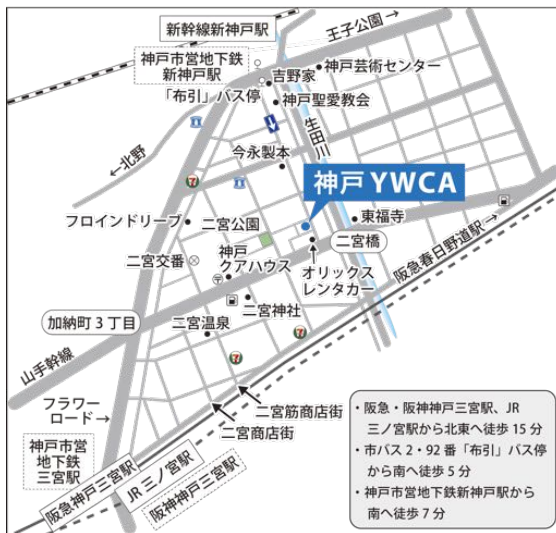 新幹線新神戸駅
王子公園→
神戸市営地下鉄
新神戸駅
神戸芸術センター
吉野家
「布引」バス停
神戸聖愛教会
生田川
←北野
今永製本
神戸 YWCA
フロインドリーブ
二宮公園
東福寺
二宮橋
二宮交番
神戸
クアハウス
オリックス
レンタカー
阪急春日野道駅→
二宮神社
加納町 3 丁目
二宮温泉
山手幹線
フラワー
ロード→
二宮筋商店街
二宮商店街
神戸市営
地下鉄
三宮駅
阪急神戸三宮駅
JR 三ノ宮駅
阪神神戸三宮駅
・阪急・阪神神戸三宮駅、JR
三ノ宮駅から北東へ徒歩 15 分
・市バス 2・92 番「布引」バス停
から南へ徒歩 5 分
・神戸市営地下鉄新神戸駅から
南へ徒歩 7 分